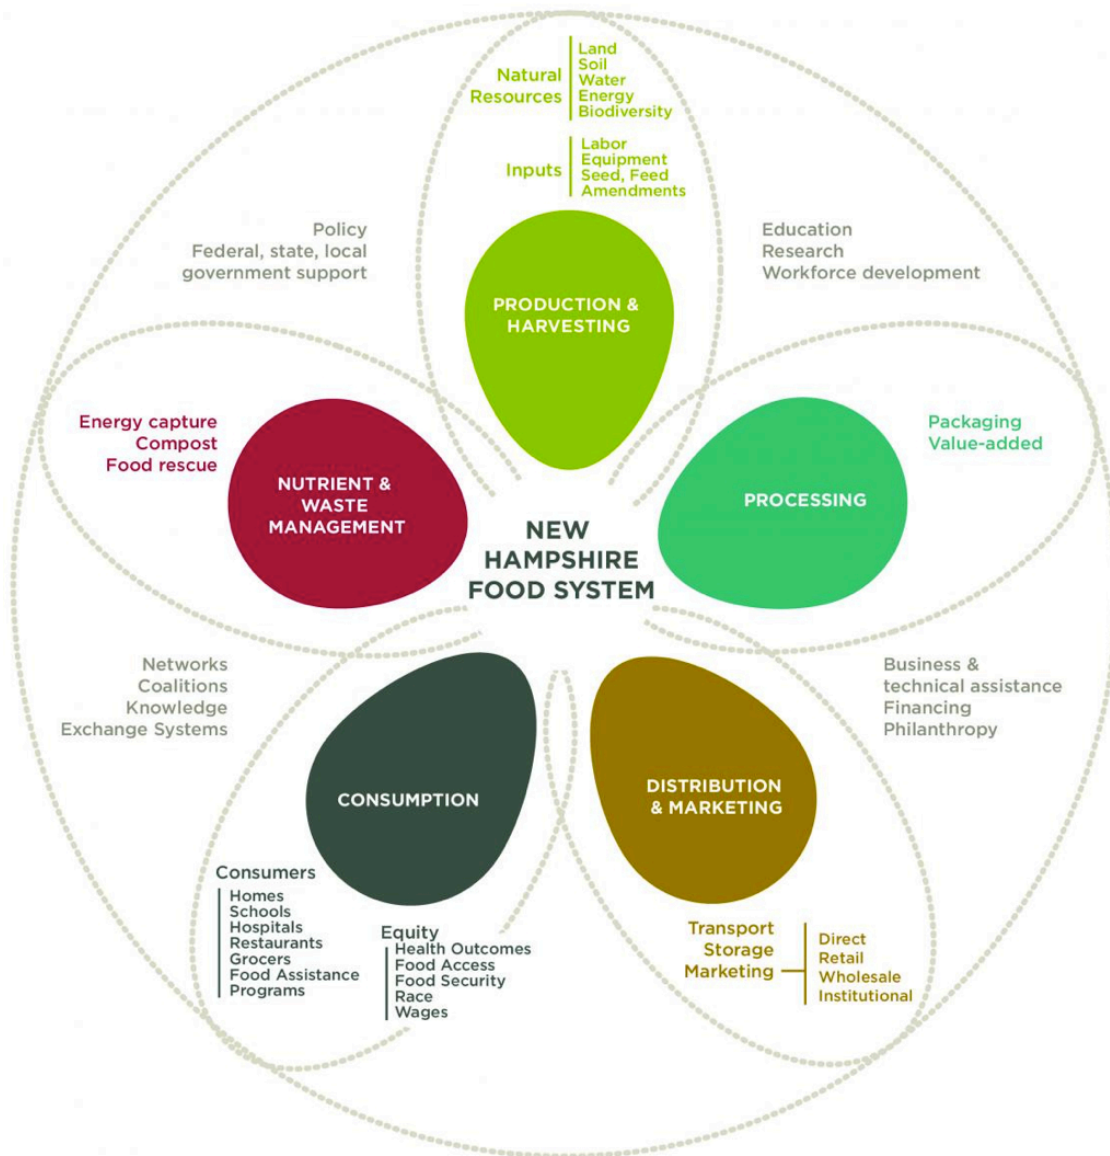 Natural
Resources
Land
Soil
Water
Energy
Biodiversity
Inputs
Labor
Equipment
Seed, Feed
Amendments
Policy
Federal, state, local
government support
Education
Research
Workforce development
PRODUCTION &
HARVESTING
Energy capture
Compost
Food rescue
NUTRIENT &
WASTE
MANAGEMENT
Packaging
Value-added
PROCESSING
NEW
HAMPSHIRE
FOOD SYSTEM
Networks
Coalitions
Knowledge
Exchange Systems
Business &
technical assistance
Financing
Philanthropy
CONSUMPTION
DISTRIBUTION
& MARKETING
Consumers
Homes
Schools
Hospitals
Restaurants
Grocers
Food Assistance
Programs
Equity
Health Outcomes
Food Access
Food Security
Race
Wages
Transport
Storage
Marketing
Direct
Retail
Wholesale
Institutional